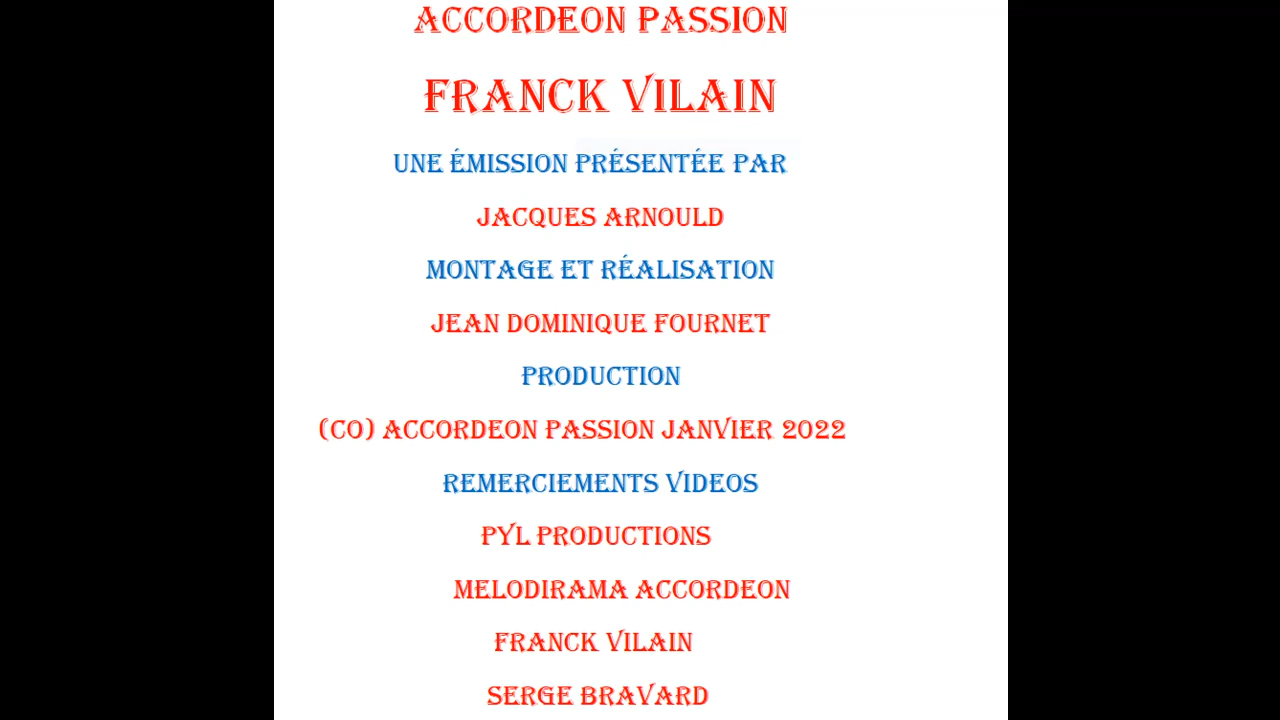 ACCORDEON PASSION
FRANCK VILAIN
UNE ÉMISSION PRÉSENTÉE PAR
JACQUES ARNOULD
MONTAGE ET RÉALISATION
JEAN DOMINIQUE FOURNET
PRODUCTION
(CO) ACCORDEON PASSION JANVIER 2022
REMERCIEMENTS VIDEOS
PYL PRODUCTIONS
MELODIRAMA ACCORDEON
FRANCK VILAIN
SERGE BRAVARD